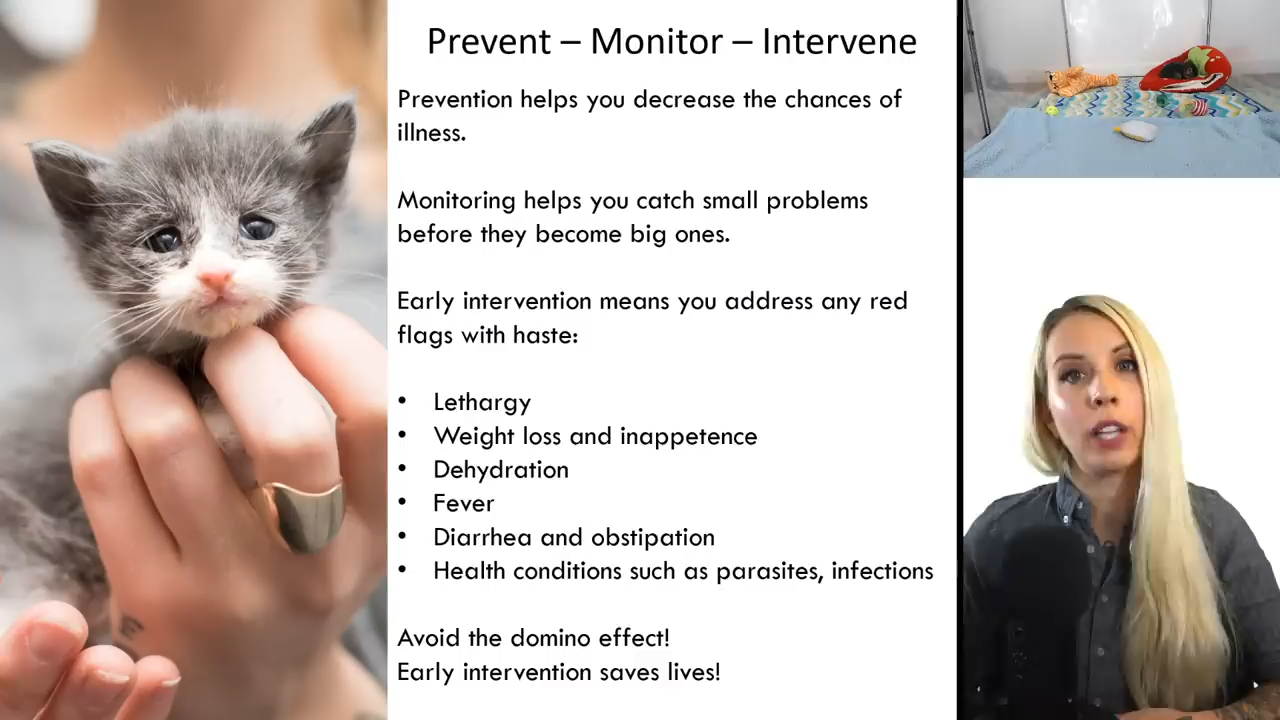 Prevent – Monitor – Intervene
Prevention helps you decrease the chances of
illness.
Monitoring helps you catch small problems
before they become big ones.
Early intervention means you address any red
flags with haste:
• Lethargy
• Weight loss and inappetence
• Dehydration
• Fever
• Diarrhea and obstipation
• Health conditions such as parasites, infections
Avoid the domino effect!
Early intervention saves lives!